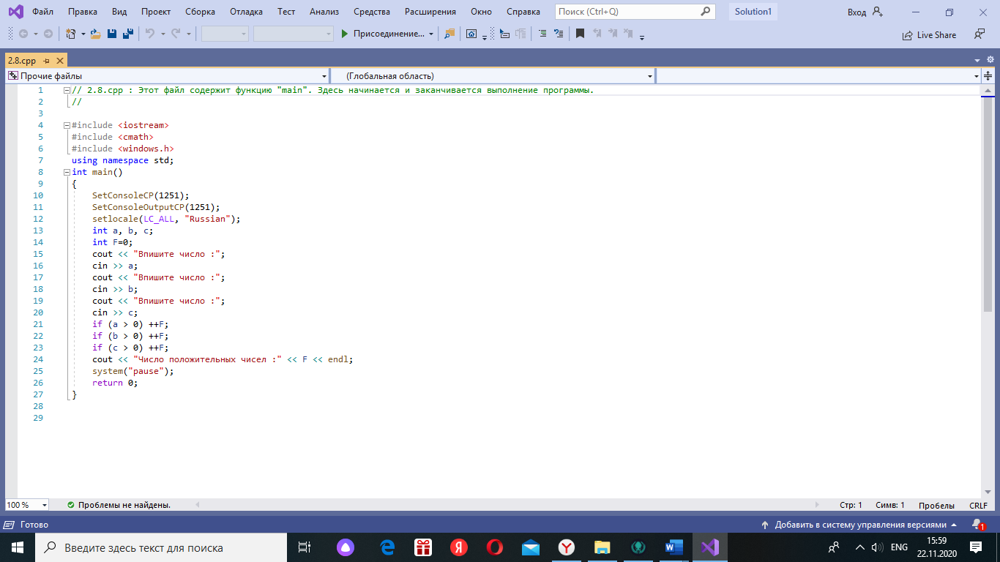 Файл Правка Вид Проект Сборка Отладка Тест Анализ Средства Расширения Окно Справка Поиск (Ctrl+Q) Solution1 Вход
Присоединение... Live Share
2.8.cpp
Прочие файлы (Глобальная область)
1 // 2.8.cpp : Этот файл содержит функцию "main". Здесь начинается и заканчивается выполнение программы.
2 //
3
4 #include <iostream>
5 #include <cmath>
6 #include <windows.h>
7 using namespace std;
8 int main()
9 {
10 SetConsoleCP(1251);
11 SetConsoleOutputCP(1251);
12 setlocale(LC_ALL, "Russian");
13 int a, b, c;
14 int F=0;
15 cout << "Впишите число :";
16 cin >> a;
17 cout << "Впишите число :";
18 cin >> b;
19 cout << "Впишите число :";
20 cin >> c;
21 if (a > 0) ++F;
22 if (b > 0) ++F;
23 if (c > 0) ++F;
24 cout << "Число положительных чисел :" << F << endl;
25 system("pause");
26 return 0;
27 }
28
29
100 % Проблемы не найдены. Стр: 1 Симв: 1 Пробелы CRLF
Готово Добавить в систему управления версиями 1
Введите здесь текст для поиска ENG 15:59
22.11.2020